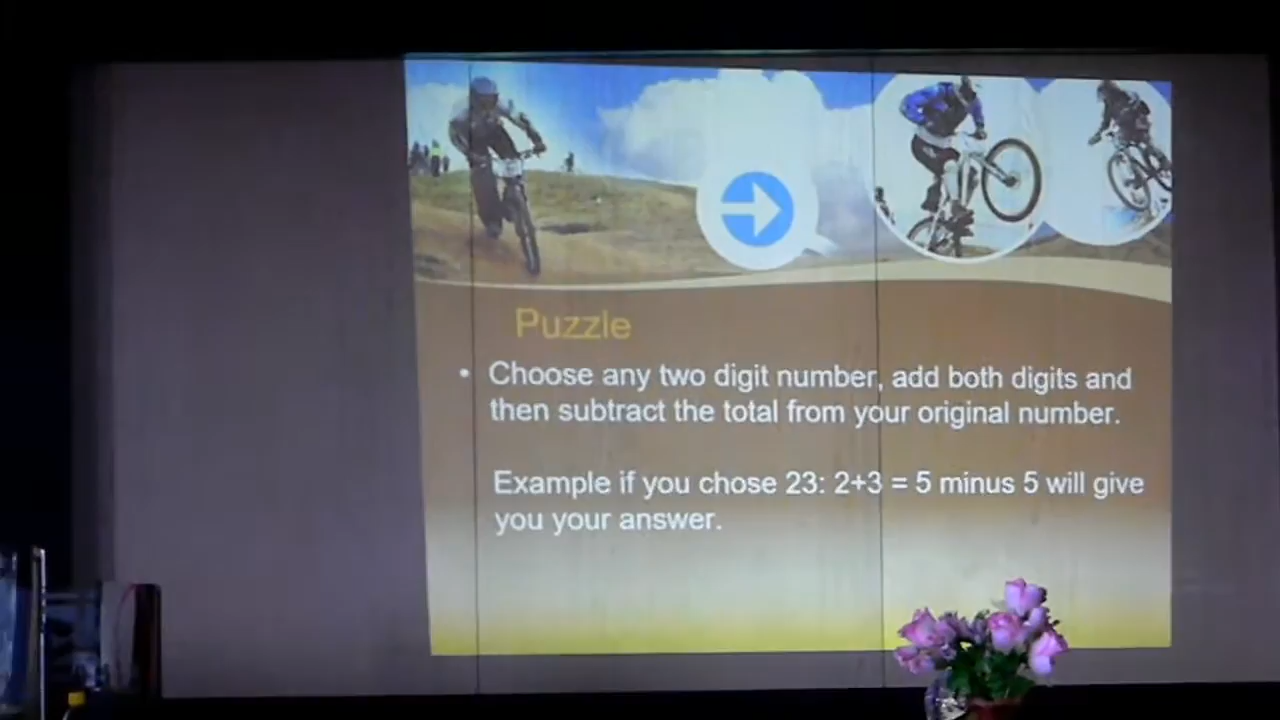 Puzzle
• Choose any two digit number, add both digits and
then subtract the total from your original number.
Example if you chose 23: 2+3 = 5 minus 5 will give
you your answer.